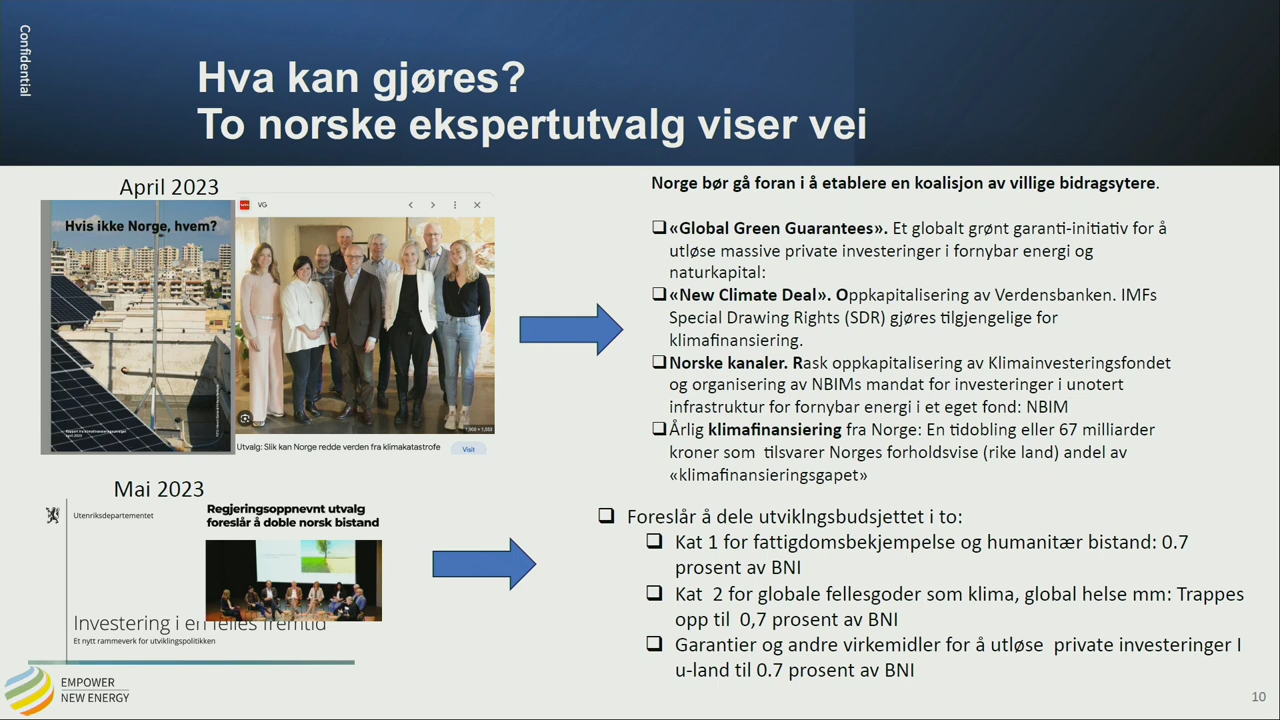 Confidential
Hva kan gjøres?
To norske ekspertutvalg viser vei
April 2023
Hvis ikke Norge, hvem?
VG
Utvalg: Slik kan Norge redde verden fra klimakatastrofe
Visit
Norge bør gå foran i å etablere en koalisjon av villige bidragsytere.
❑«Global Green Guarantees». Et globalt grønt garanti-initiativ for å
utløse massive private investeringer i fornybar energi og
naturkapital:
❑«New Climate Deal». Oppkapitalisering av Verdensbanken. IMFs
Special Drawing Rights (SDR) gjøres tilgjengelige for
klimafinansiering.
❑Norske kanaler. Rask oppkapitalisering av Klimainvesteringsfondet
og organisering av NBIMs mandat for investeringer i unotert
infrastruktur for fornybar energi i et eget fond: NBIM
❑Årlig klimafinansiering fra Norge: En tidobling eller 67 milliarder
kroner som tilsvarer Norges forholdsvise (rike land) andel av
«klimafinansieringsgapet»
Mai 2023
Utenriksdepartementet
Regjeringsoppnevnt utvalg
foreslår å doble norsk bistand
Investering i en felles fremtid
Et nytt rammeverk for utviklingspolitikken
❑ Foreslår å dele utviklngsbudsjettet i to:
❑ Kat 1 for fattigdomsbekjempelse og humanitær bistand: 0.7
prosent av BNI
❑ Kat 2 for globale fellesgoder som klima, global helse mm: Trappes
opp til 0,7 prosent av BNI
❑ Garantier og andre virkemidler for å utløse private investeringer I
u-land til 0.7 prosent av BNI
EMPOWER
NEW ENERGY
10